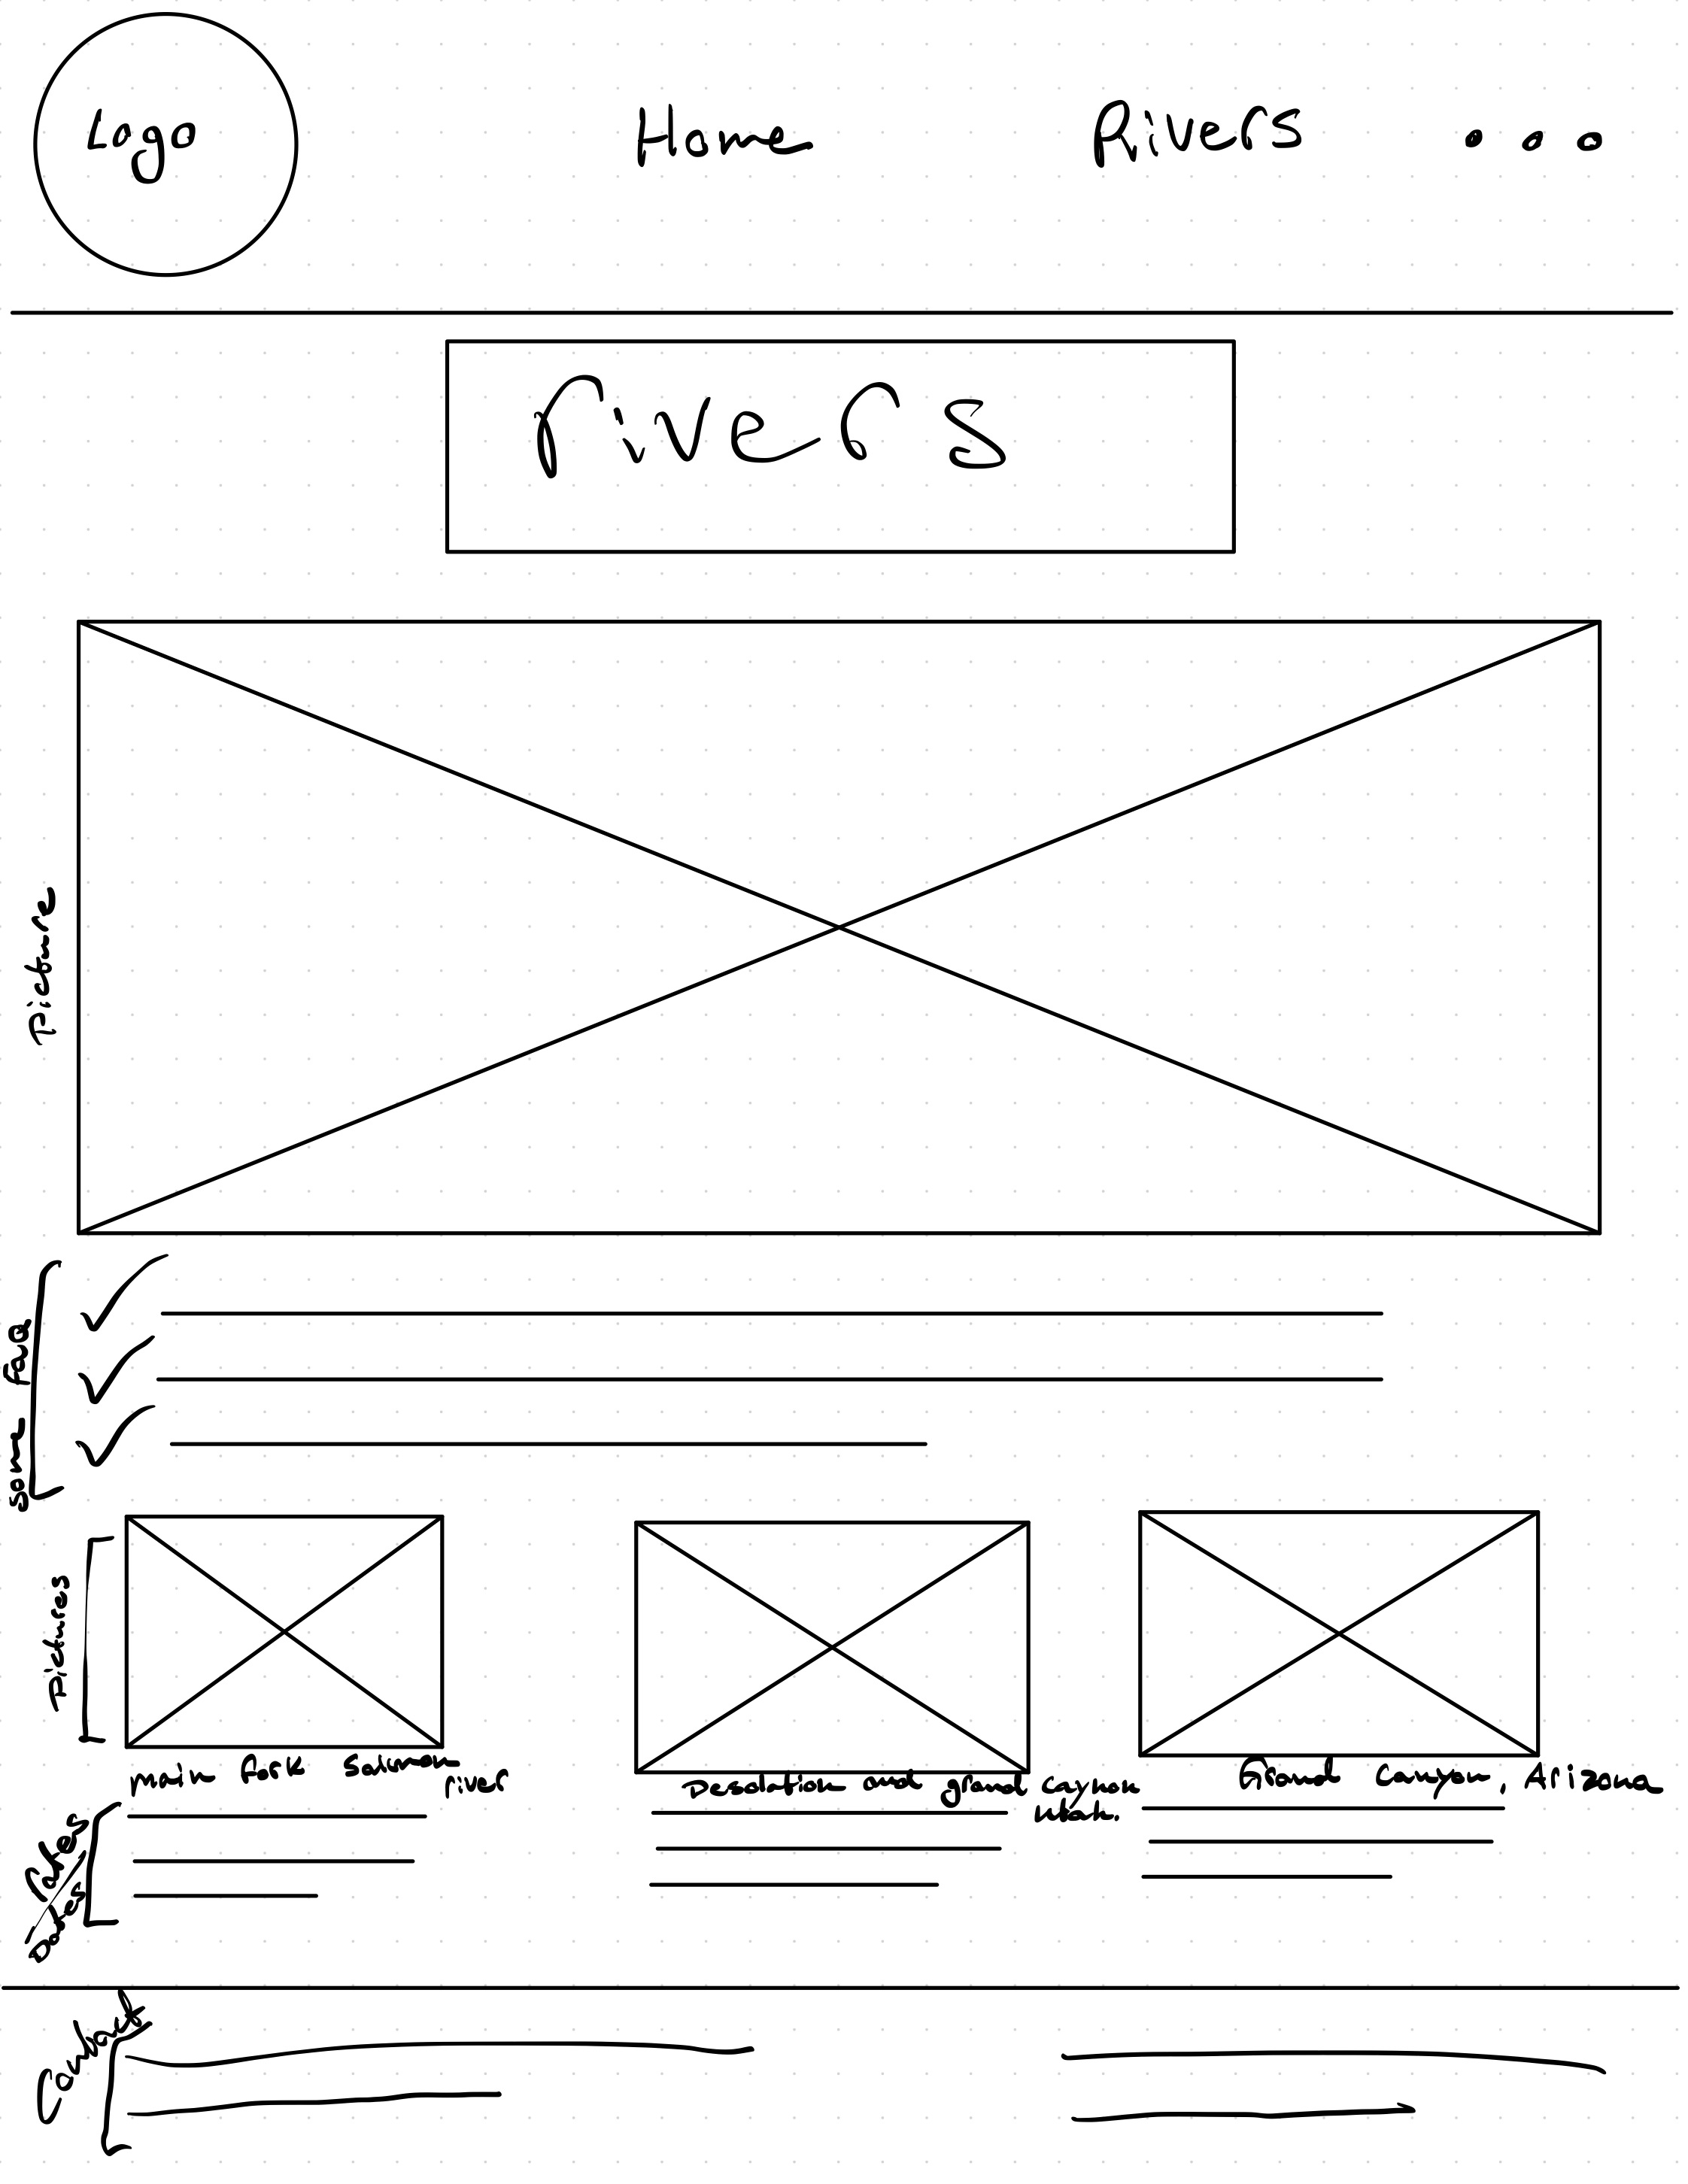 Logo
Home
Rivers
rivers
Picture
some faq
Pictures
main fork salmon
river
Desolation and grand Caynon
utah.
Grand Canyon, Arizona
Rates
Dates
Contact